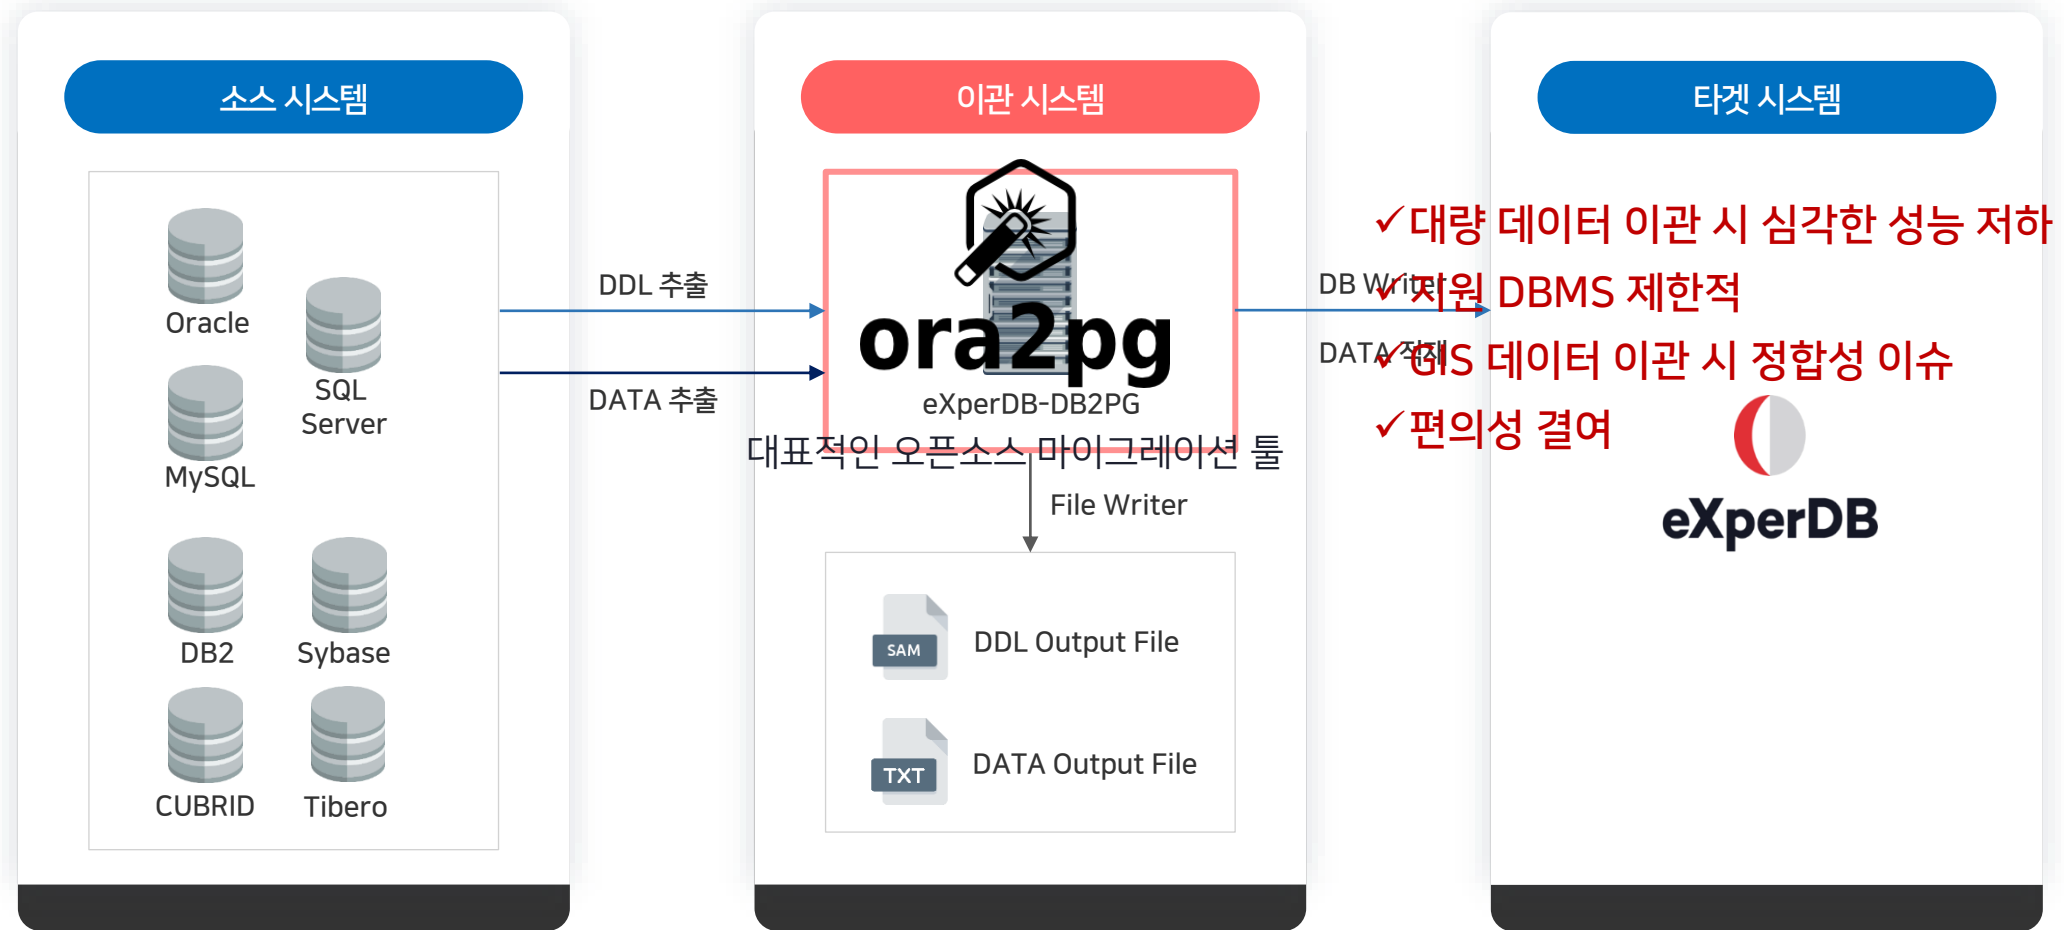 소스 시스템
Oracle
SQL
Server
MySQL
DB2
Sybase
CUBRID
Tibero
DDL 추출
DATA 추출
이관 시스템
ora2pg
eXperDB-DB2PG
대표적인 오픈소스 마이그레이션 툴
File Writer
SAM
DDL Output File
TXT
DATA Output File
DB Writer
DATA 적재
타겟 시스템
✓대량 데이터 이관 시 심각한 성능 저하
✓지원 DBMS 제한적
✓GIS 데이터 이관 시 정합성 이슈
✓편의성 결여
eXperDB